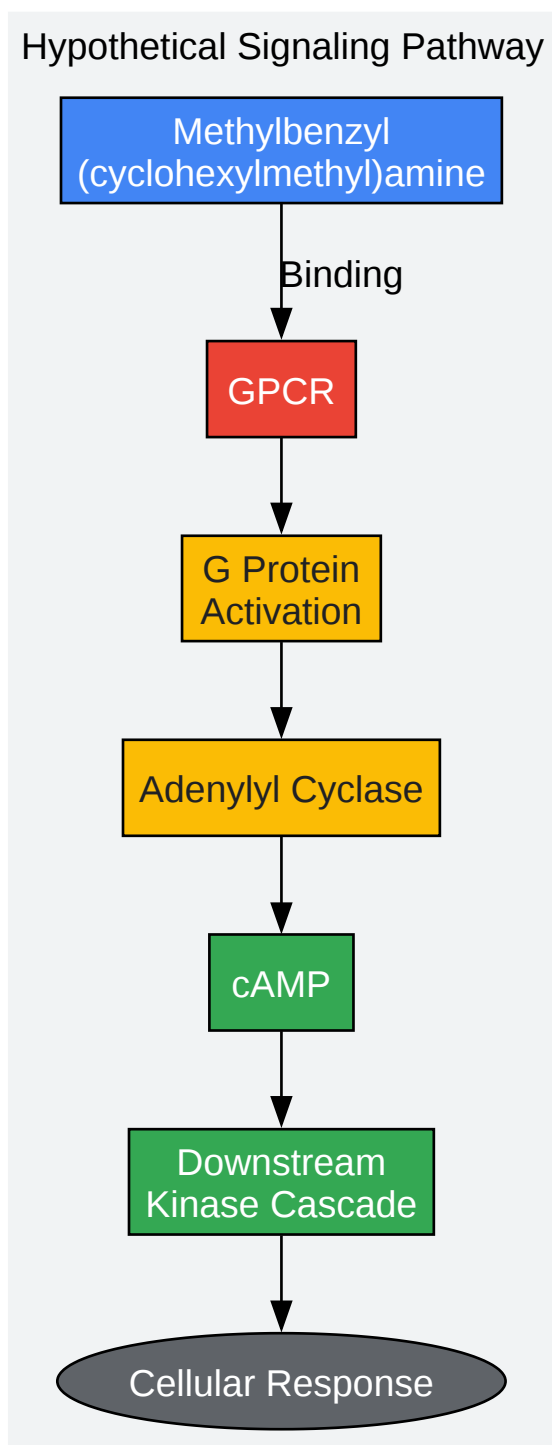 Hypothetical Signaling Pathway
Methylbenzyl
(cyclohexylmethyl)amine
Binding
GPCR
G Protein
Activation
Adenylyl Cyclase
cAMP
Downstream
Kinase Cascade
Cellular Response